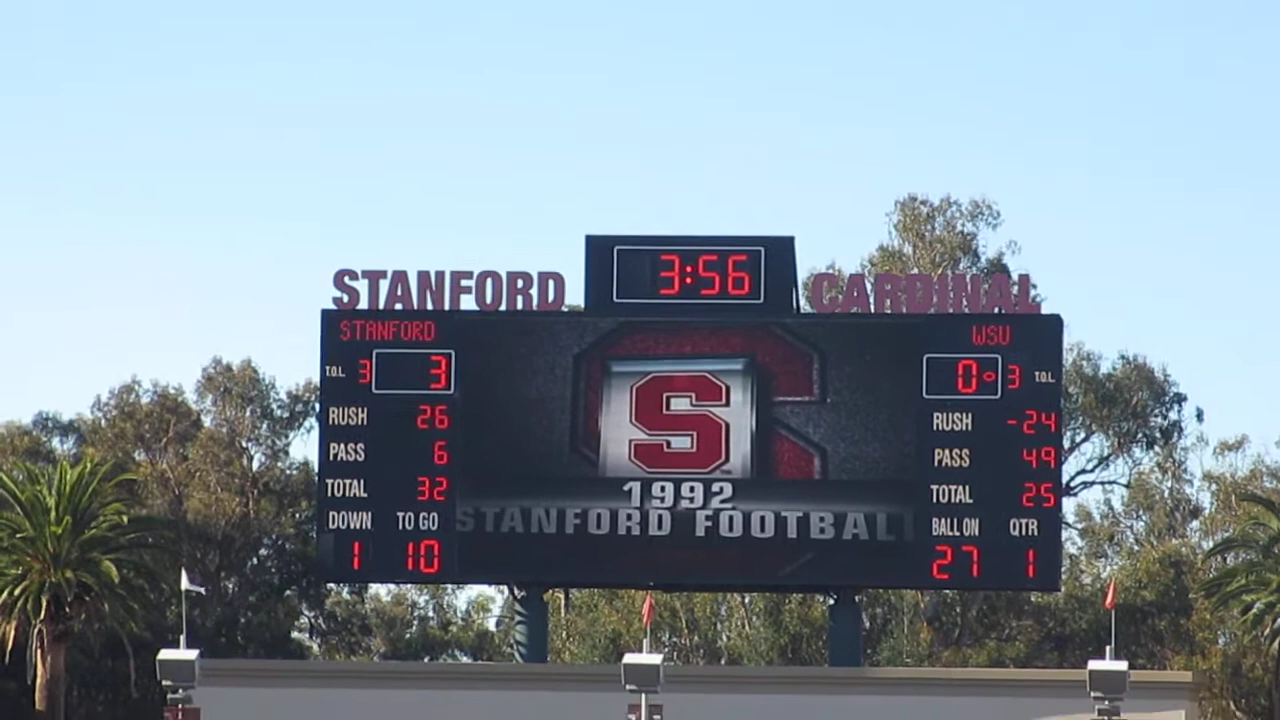 3:56
STANFORD CARDINAL
STANFORD WSU
T.O.L 3 3 0 3 T.O.L
S
RUSH 26 RUSH -24
PASS 6 PASS 49
TOTAL 32 TOTAL 25
1992
STANFORD FOOTBALL
DOWN TO GO BALL ON QTR
1 10 27 1